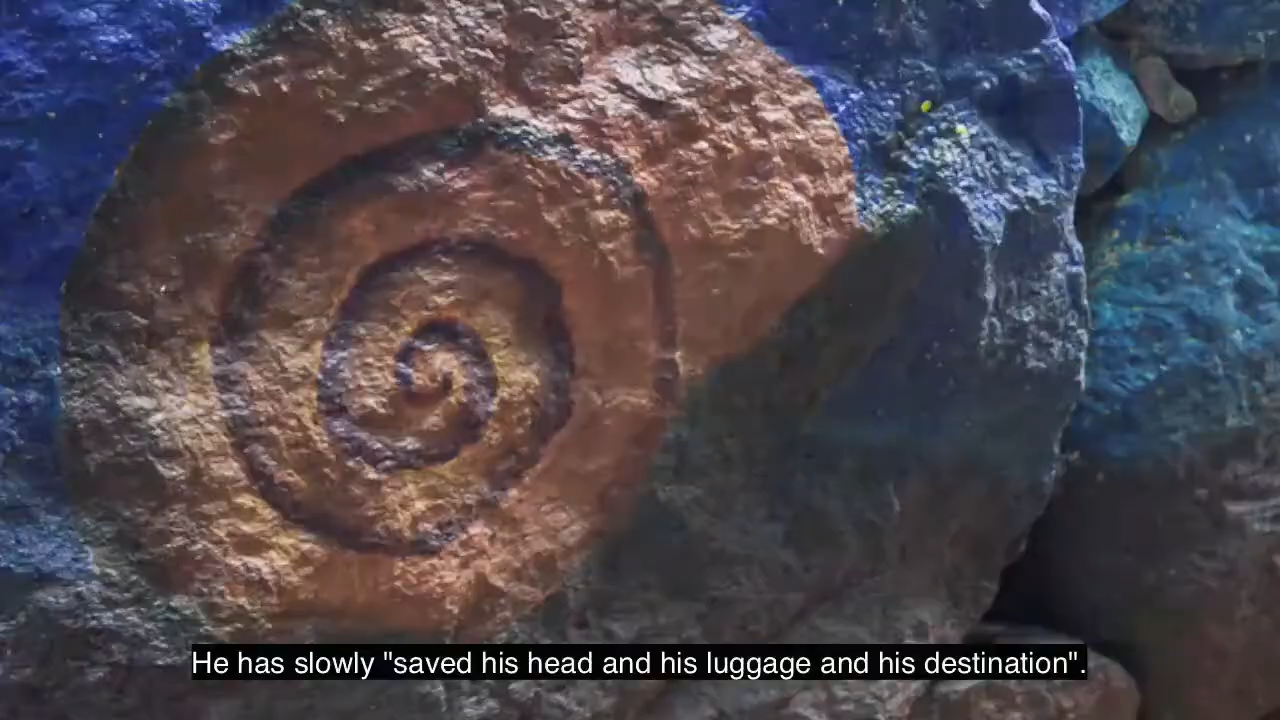 He has slowly "saved his head and his luggage and his destination".